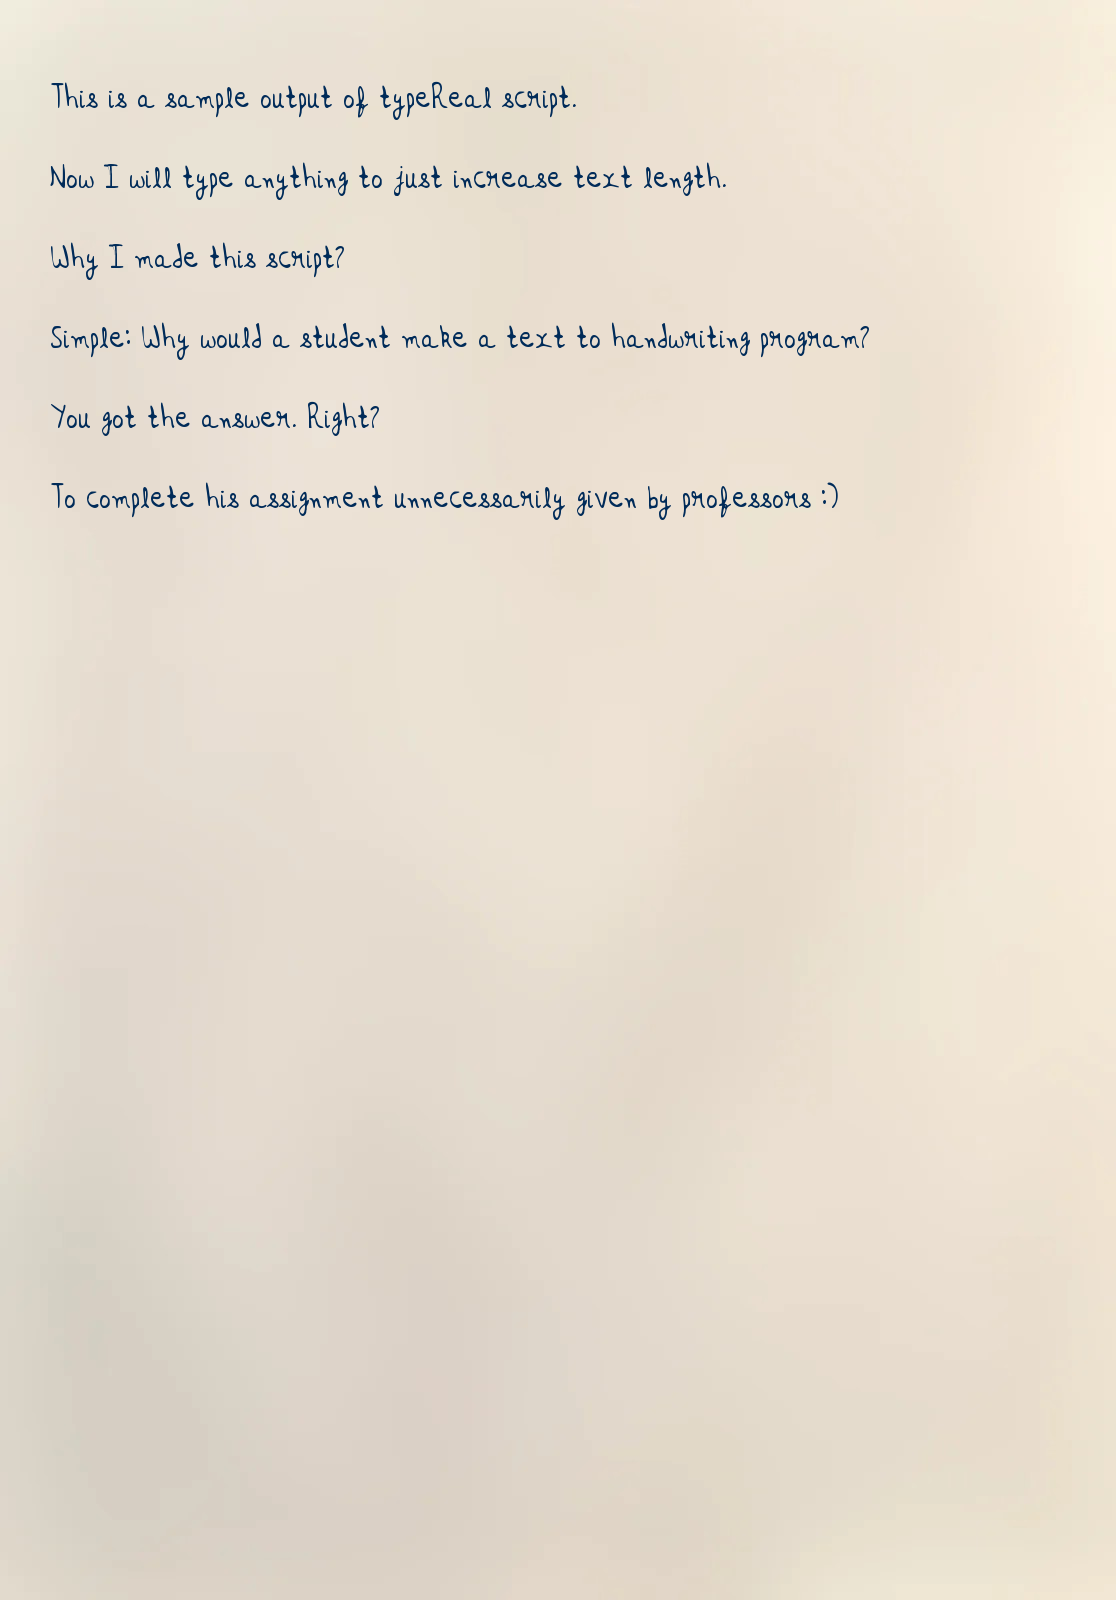 This is a sample output of typeReal script.
Now I will type anything to just increase text length.
Why I made this script?
Simple: Why would a student make a text to handwriting program?
You got the answer. Right?
To complete his assignment unnecessarily given by professors :)